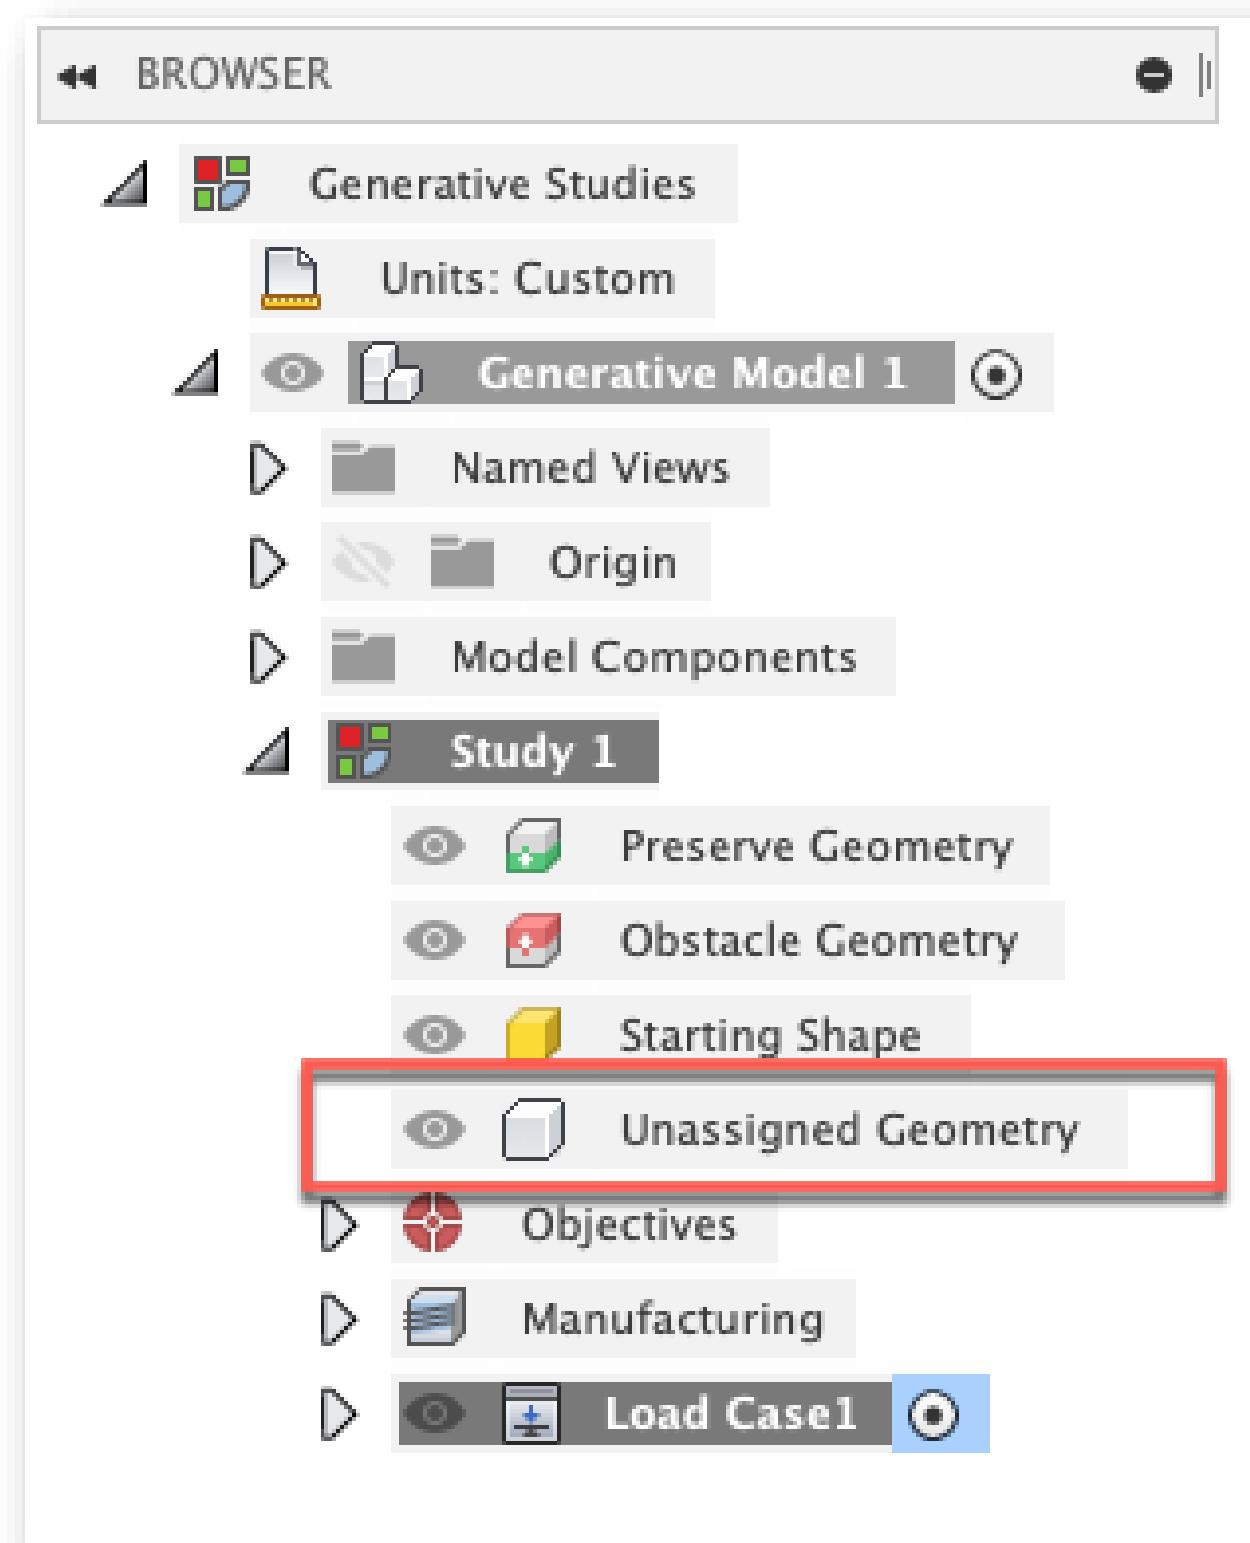 BROWSER
Generative Studies
Units: Custom
Generative Model 1
Named Views
Origin
Model Components
Study 1
Preserve Geometry
Obstacle Geometry
Starting Shape
Unassigned Geometry
Objectives
Manufacturing
Load Case1